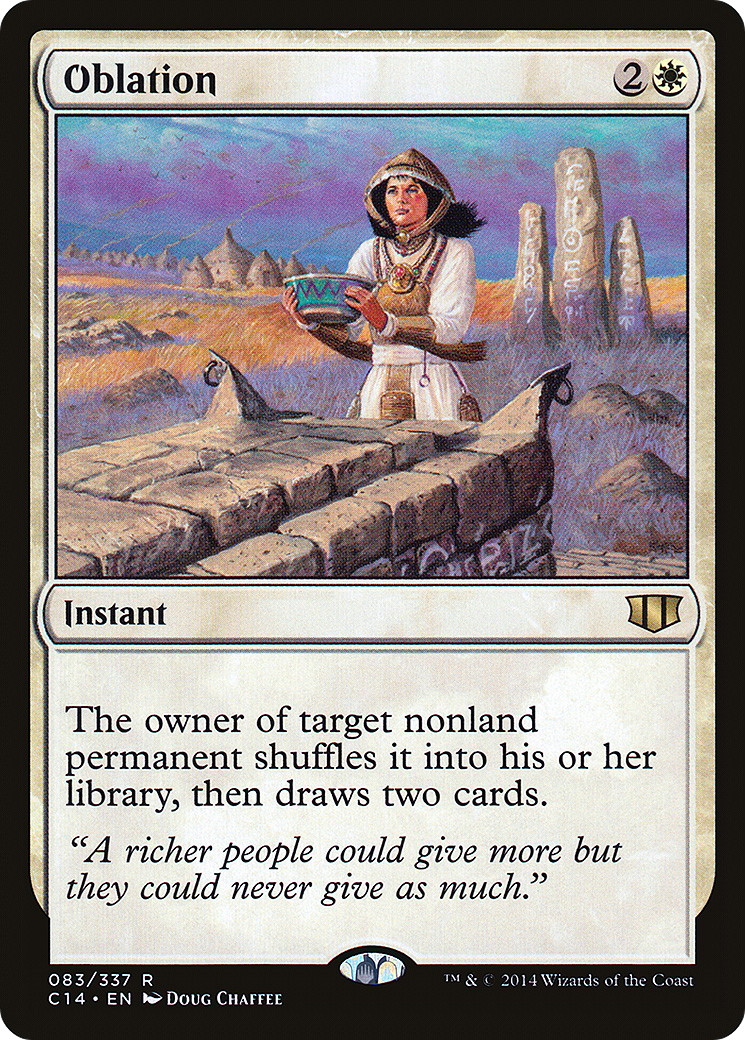 Oblation 2
Instant
The owner of target nonland
permanent shuffles it into his or her
library, then draws two cards.
“A richer people could give more but
they could never give as much.”
083/337 R
C14 • EN Doug Chaffee
™ & © 2014 Wizards of the Coast